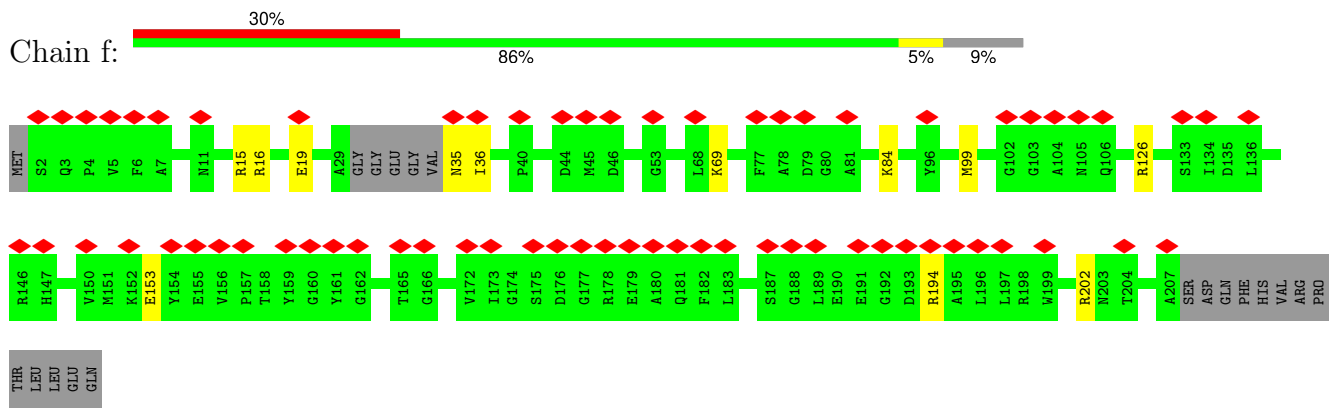 30%
Chain f:
86% 5% 9%
MET S2 Q3 P4 V5 F6 A7 N11 R15 R16 E19 A29 GLY GLY GLU GLY VAL N35 I36 P40 D44 M45 D46 G53 L68 K69 F77 A78 D79 G80 A81 K84 Y96 M99 G102 G103 A104 N105 Q106 R126 S133 I134 D135 L136
R146 H147 V150 M151 K152 E153 Y154 E155 V156 P157 T158 Y159 G160 Y161 G162 T165 G166 V172 I173 G174 S175 D176 G177 R178 E179 A180 Q181 F182 L183 S187 G188 L189 E190 E191 G192 D193 R194 A195 L196 L197 R198 W199 R202 N203 T204 A207 SER ASP GLN PHE HIS VAL ARG PRO
THR LEU LEU GLU GLN